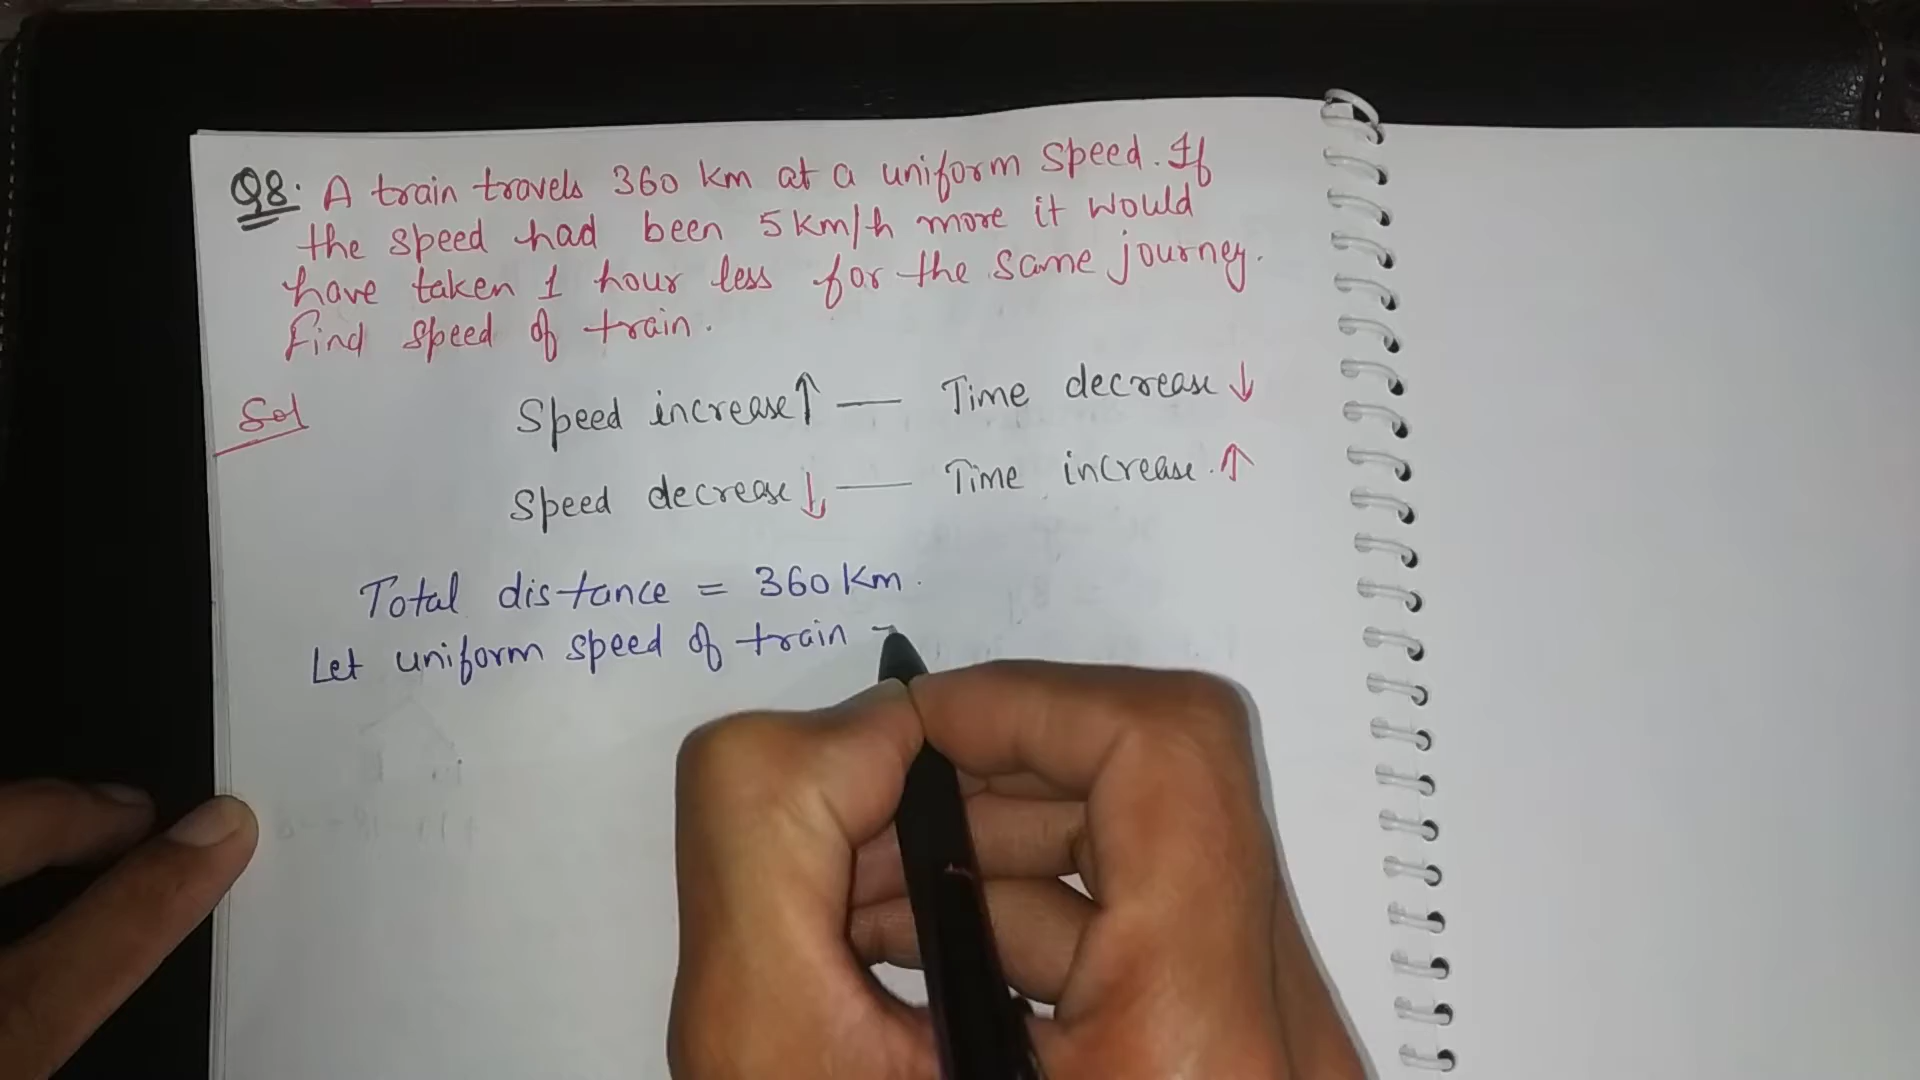 Q8. A train travels 360 km at a uniform speed. If
the speed had been 5 km/h more it would
have taken 1 hour less for the same journey.
Find speed of train.
Sol
Speed increase ↑ — Time decrease ↓
Speed decrease ↓ — Time increase. ↑
Total distance = 360 Km.
Let uniform speed of train